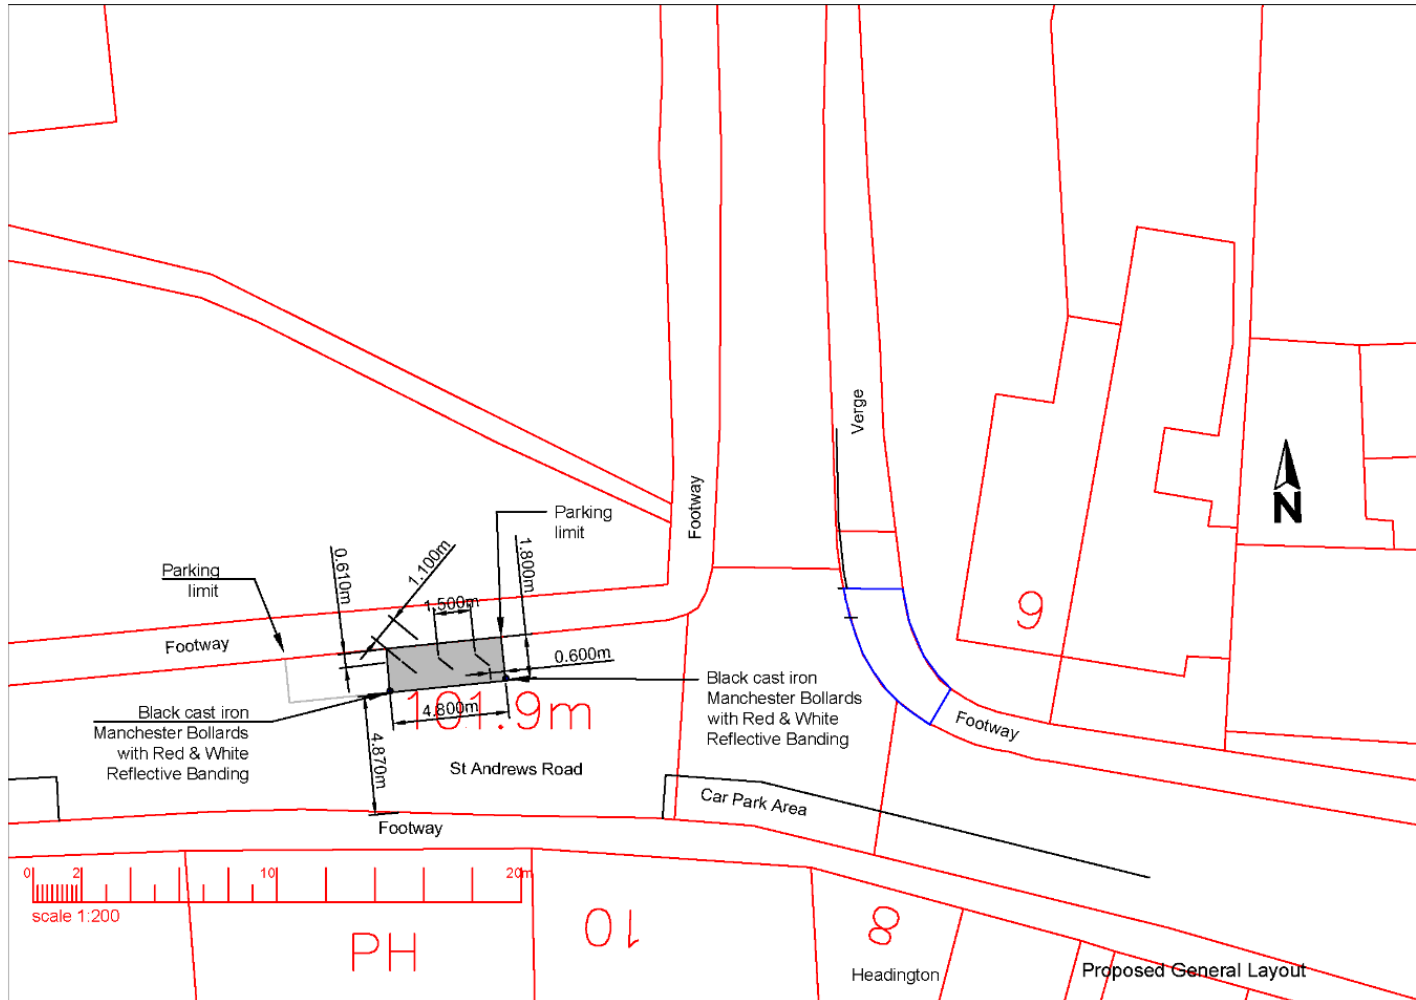 Verge
Footway
N
Parking
limit
1.800m
1.100m
0.610m
Parking
limit
1.500m
9
Footway
0.600m
Black cast iron
Manchester Bollards
with Red & White
Reflective Banding
Black cast iron
Manchester Bollards
with Red & White
Reflective Banding
101.9m
4.800m
4.870m
Footway
St Andrews Road
Car Park Area
Footway
0 2 10 20m
scale 1:200
PH
10
8
Headington
Proposed General Layout